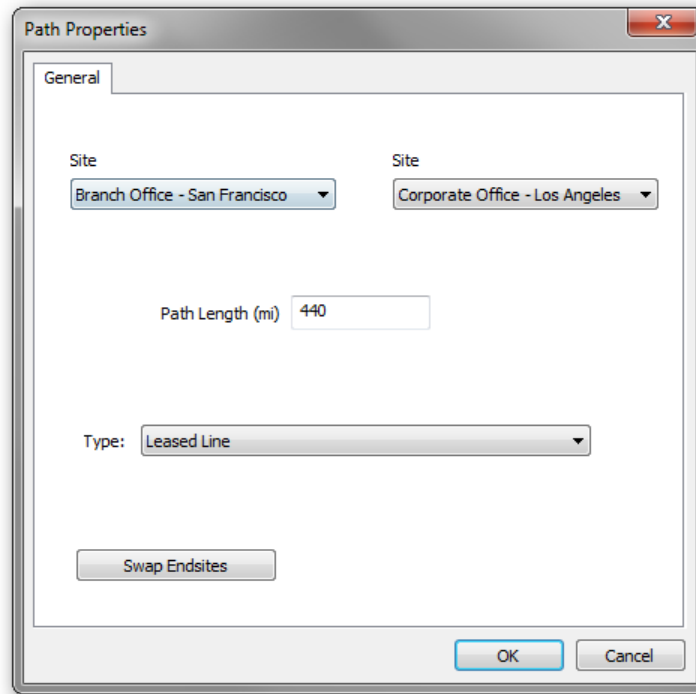 Path Properties
General
Site
Site
Branch Office - San Francisco
Corporate Office - Los Angeles
Path Length (mi)
440
Type:
Leased Line
Swap Endsites
OK
Cancel